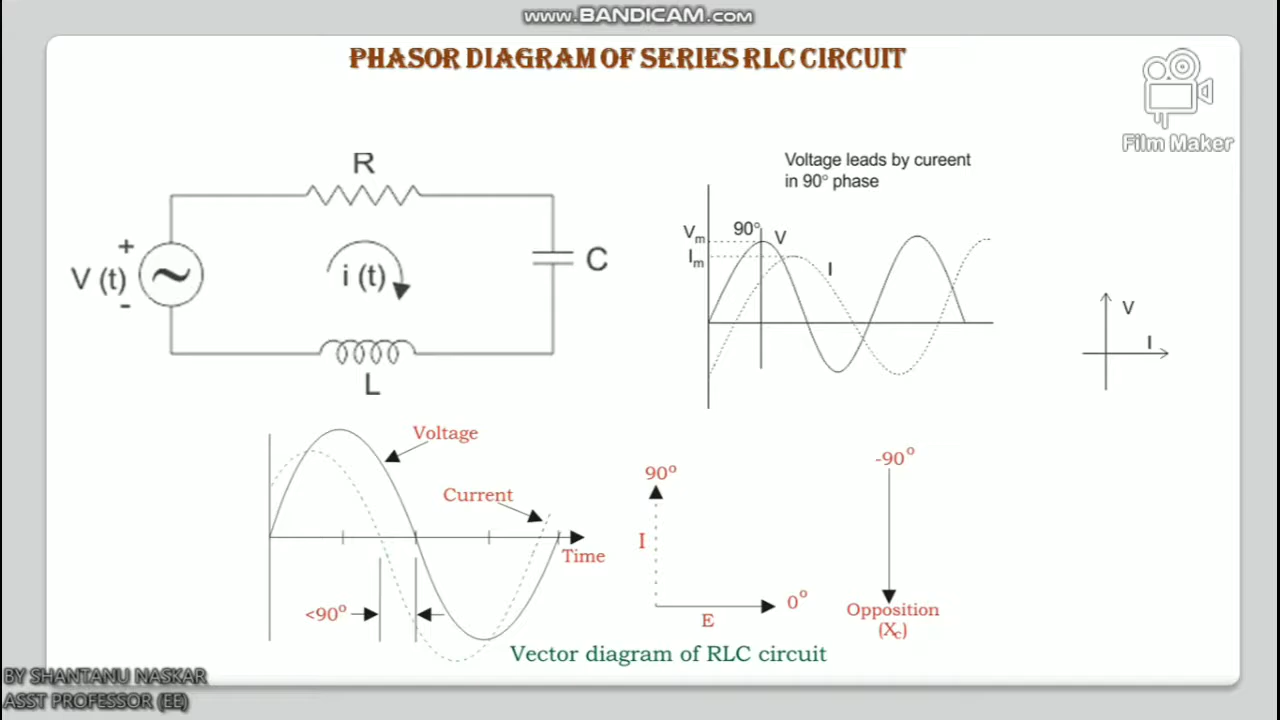 www.BANDICAM.com
PHASOR DIAGRAM OF SERIES RLC CIRCUIT
Film Maker
R
+
V (t)
-
i (t)
C
L
Voltage leads by cureent
in 90° phase
Vm
90°
V
Im
I
V
I
Voltage
Current
Time
<90°
90°
I
0°
E
-90°
Opposition
(Xc)
Vector diagram of RLC circuit
BY SHANTANU NASKAR
ASST PROFESSOR (EE)